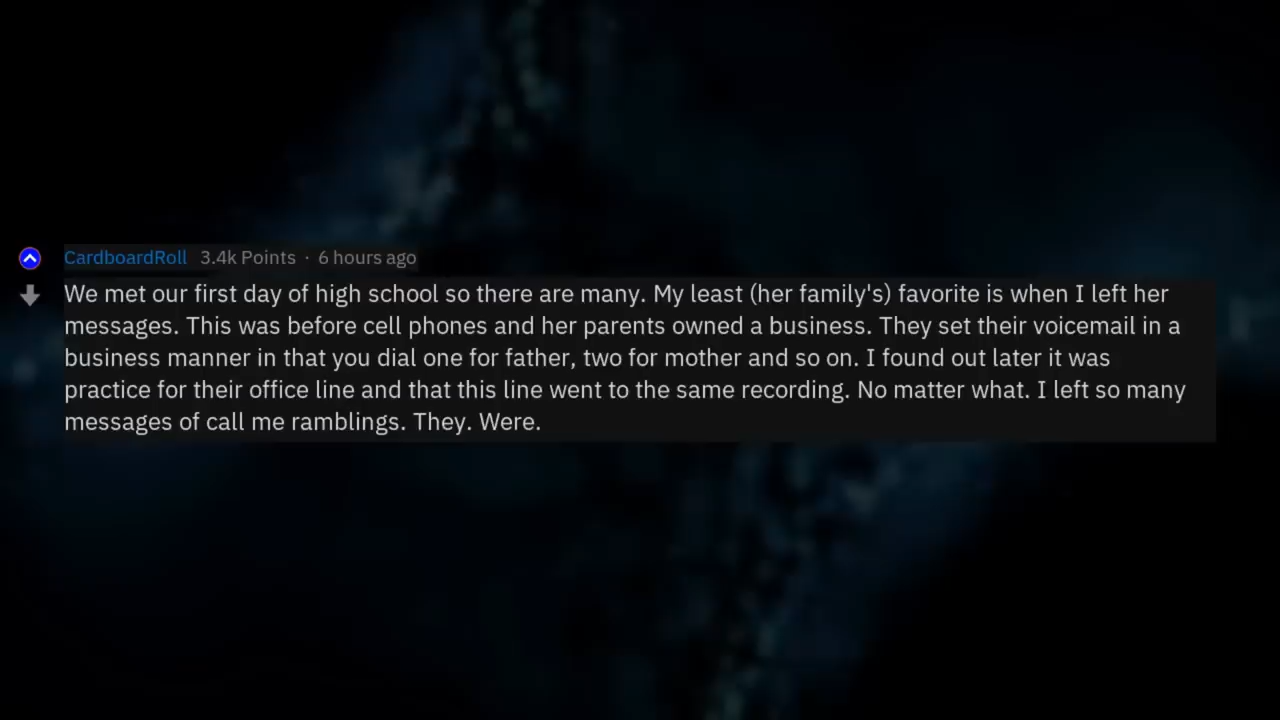 CardboardRoll 3.4k Points · 6 hours ago
We met our first day of high school so there are many. My least (her family's) favorite is when I left her
messages. This was before cell phones and her parents owned a business. They set their voicemail in a
business manner in that you dial one for father, two for mother and so on. I found out later it was
practice for their office line and that this line went to the same recording. No matter what. I left so many
messages of call me ramblings. They. Were.